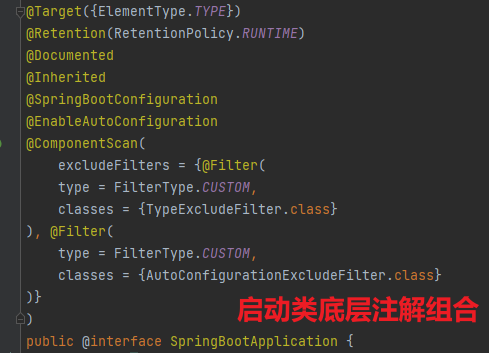 @Target({ElementType.TYPE})
@Retention(RetentionPolicy.RUNTIME)
@Documented
@Inherited
@SpringBootConfiguration
@EnableAutoConfiguration
@ComponentScan(
    excludeFilters = {@Filter(
    type = FilterType.CUSTOM,
    classes = {TypeExcludeFilter.class}
), @Filter(
    type = FilterType.CUSTOM,
    classes = {AutoConfigurationExcludeFilter.class}
)}
启动类底层注解组合
)
public @interface SpringBootApplication {